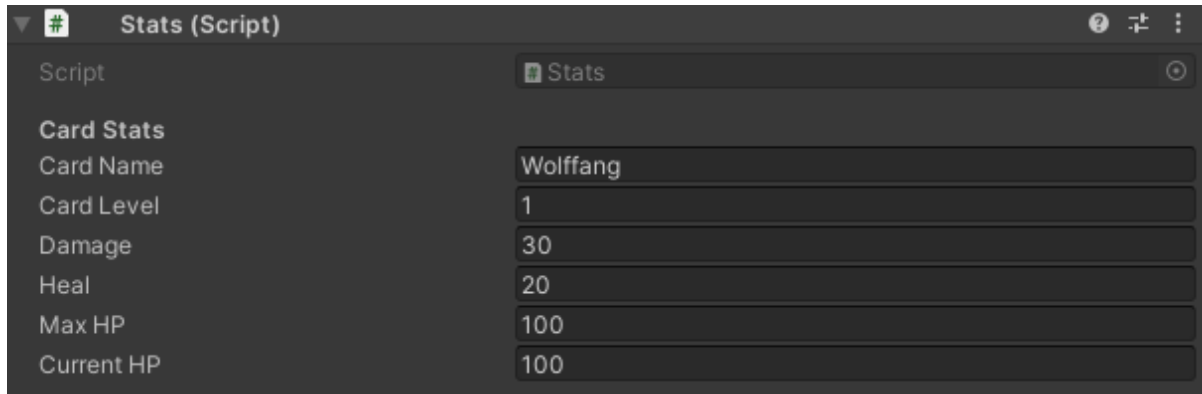 # Stats (Script)
Script # Stats
Card Stats
Card Name Wolffang
Card Level 1
Damage 30
Heal 20
Max HP 100
Current HP 100